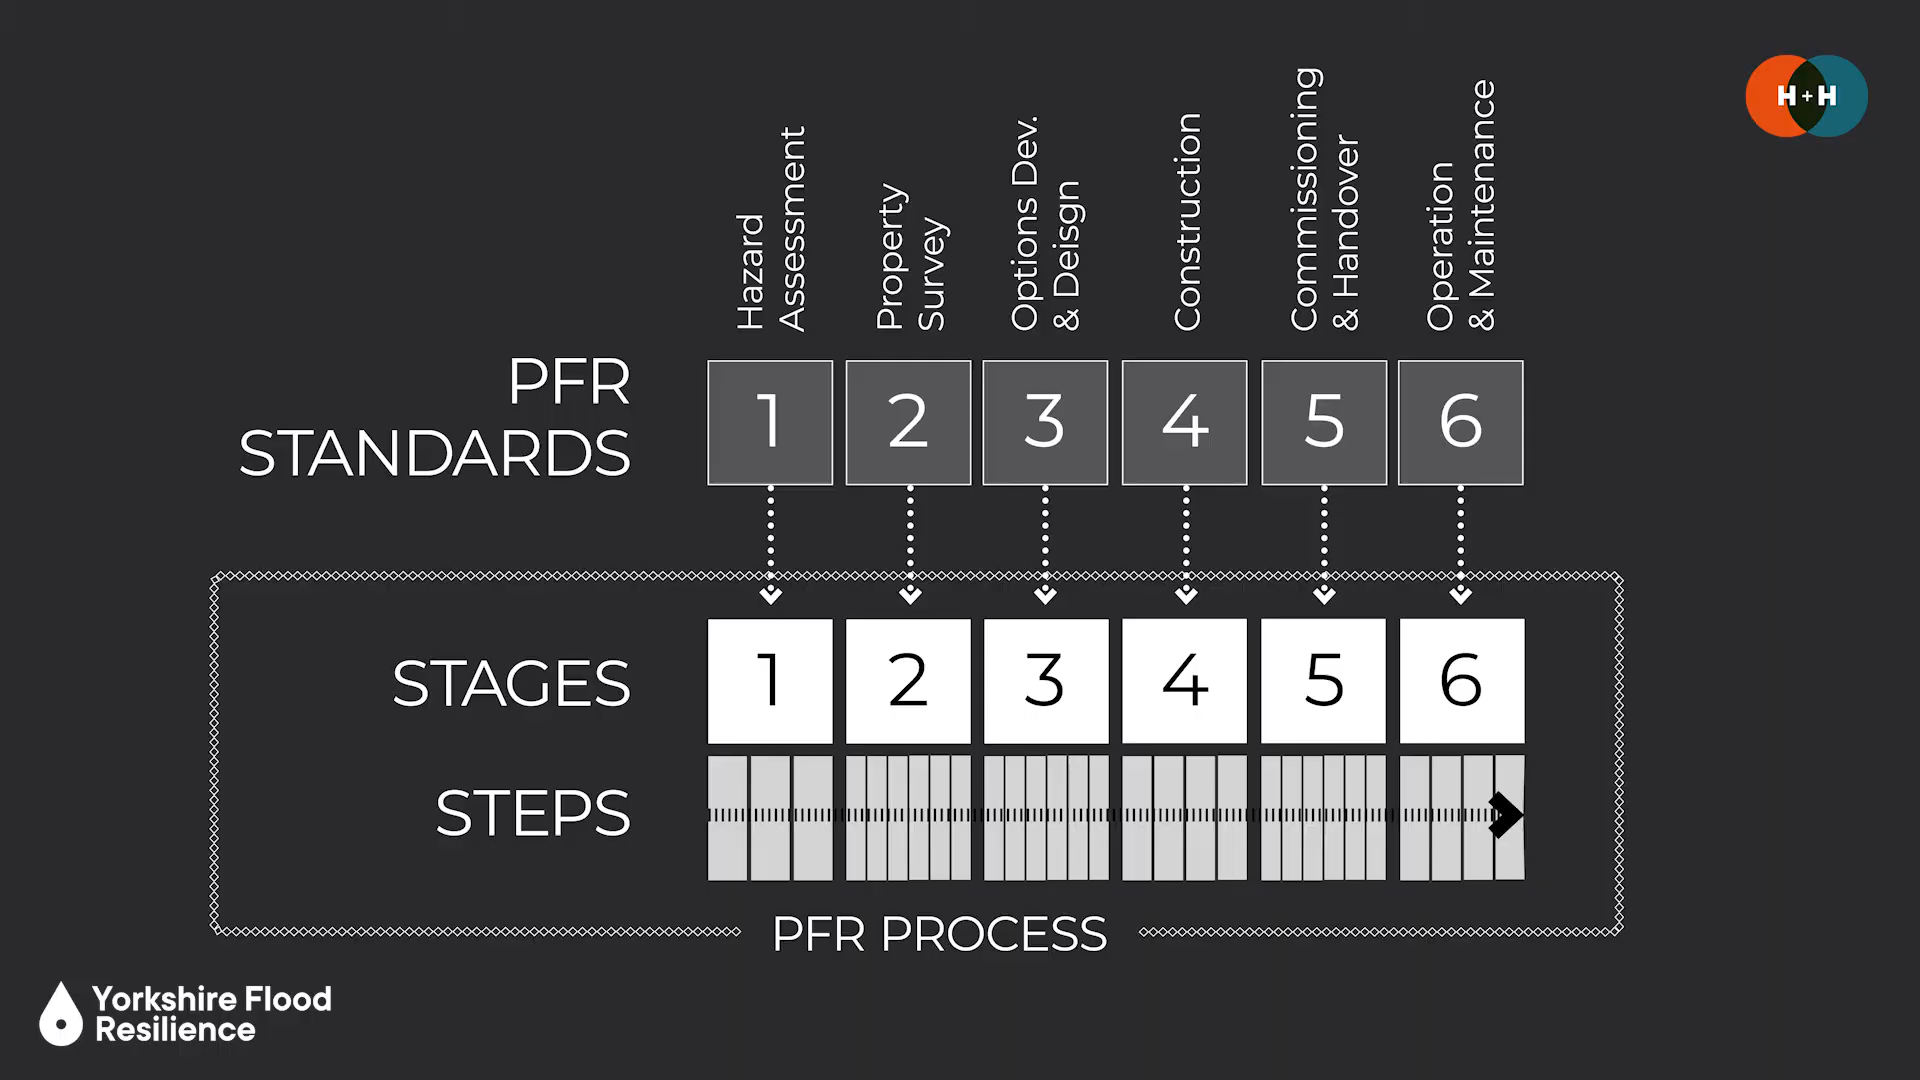 H+H
Hazard
Assessment
Property
Survey
Options Dev.
& Deisgn
Construction
Commissioning
& Handover
Operation
& Maintenance
PFR
STANDARDS
1 2 3 4 5 6
STAGES
1 2 3 4 5 6
STEPS
PFR PROCESS
Yorkshire Flood
Resilience